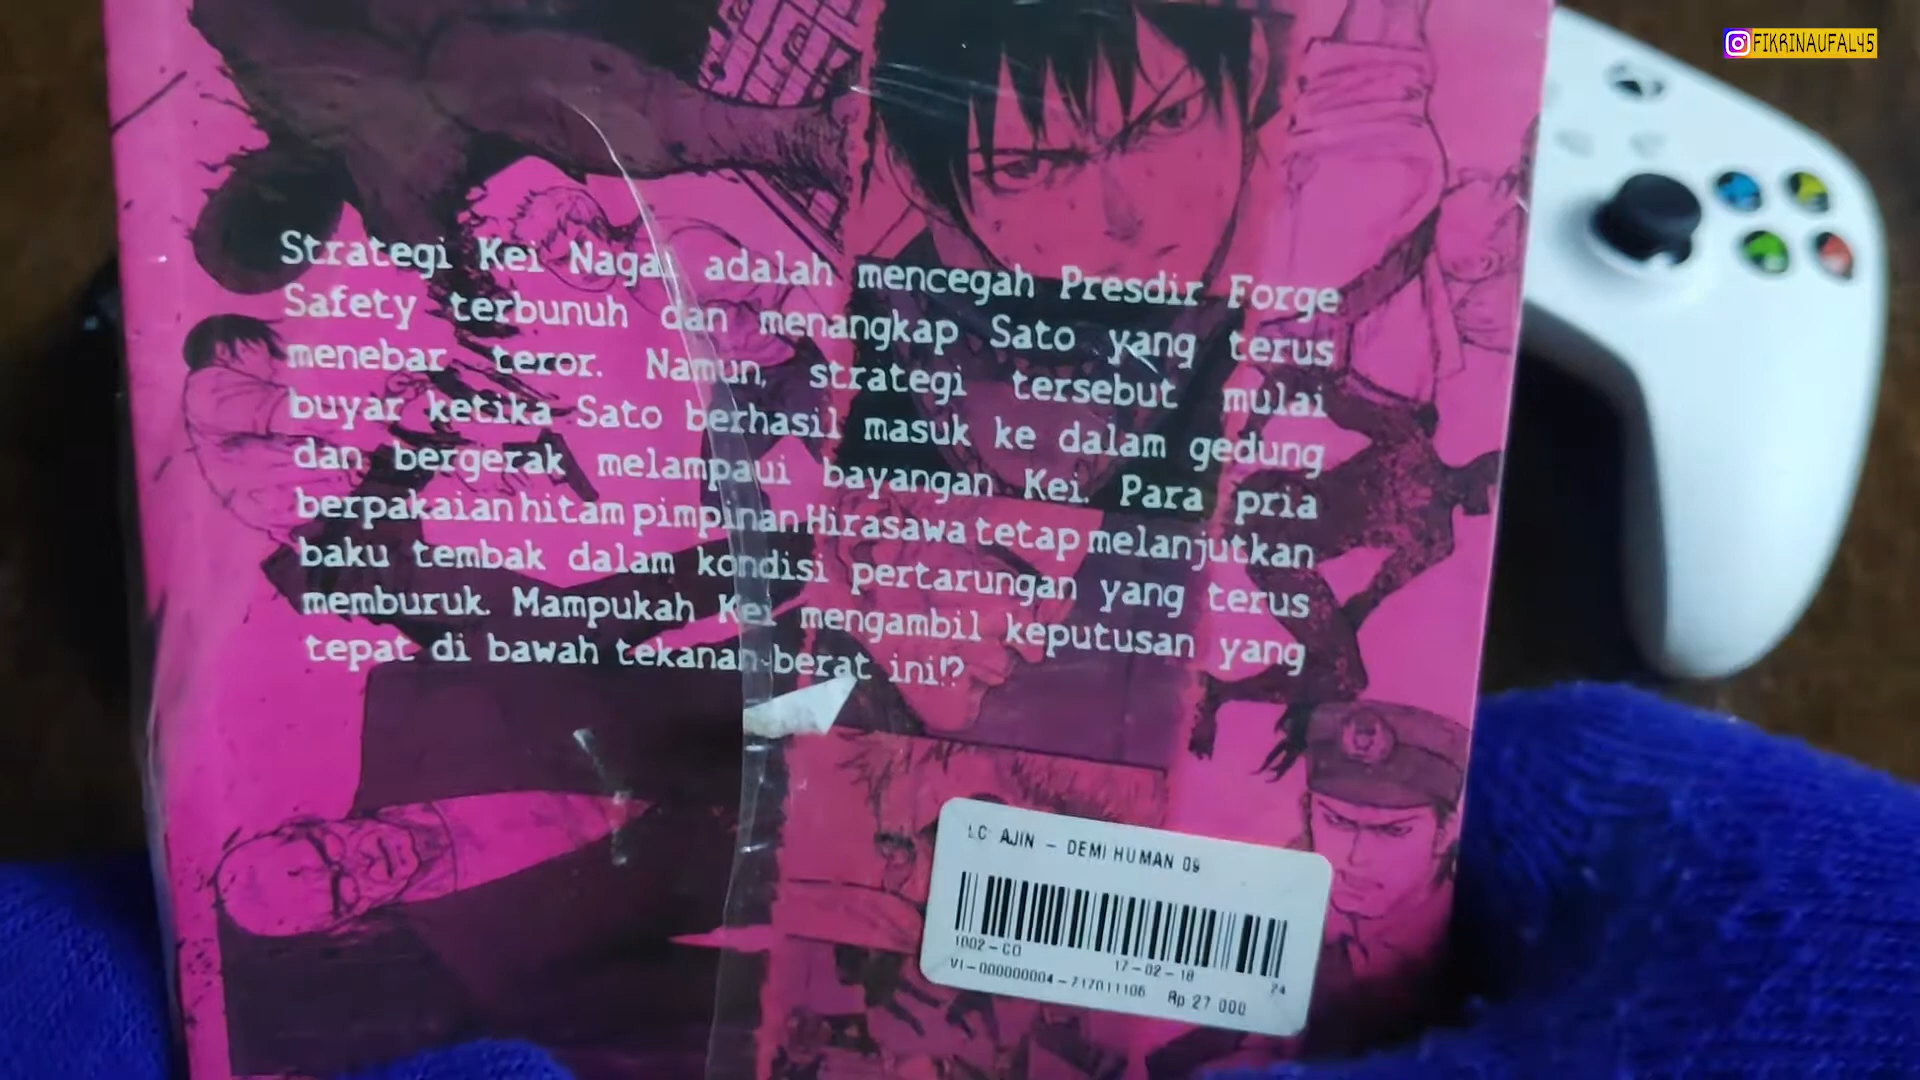 FIKRINAUFAL45
Strategi Kei Nagai adalah mencegah Presdir Forge
Safety terbunuh dan menangkap Sato yang terus
menebar teror. Namun, strategi tersebut mulai
buyar ketika Sato berhasil masuk ke dalam gedung
dan bergerak melampaui bayangan Kei. Para pria
berpakaian hitam pimpinan Hirasawa tetap melanjutkan
baku tembak dalam kondisi pertarungan yang terus
memburuk. Mampukah Kei mengambil keputusan yang
tepat di bawah tekanan berat ini!?
LC: AJIN - DEMI HUMAN 09
1002-CO
17-02-18
24
VI-000000004-717011106 Rp 27 000